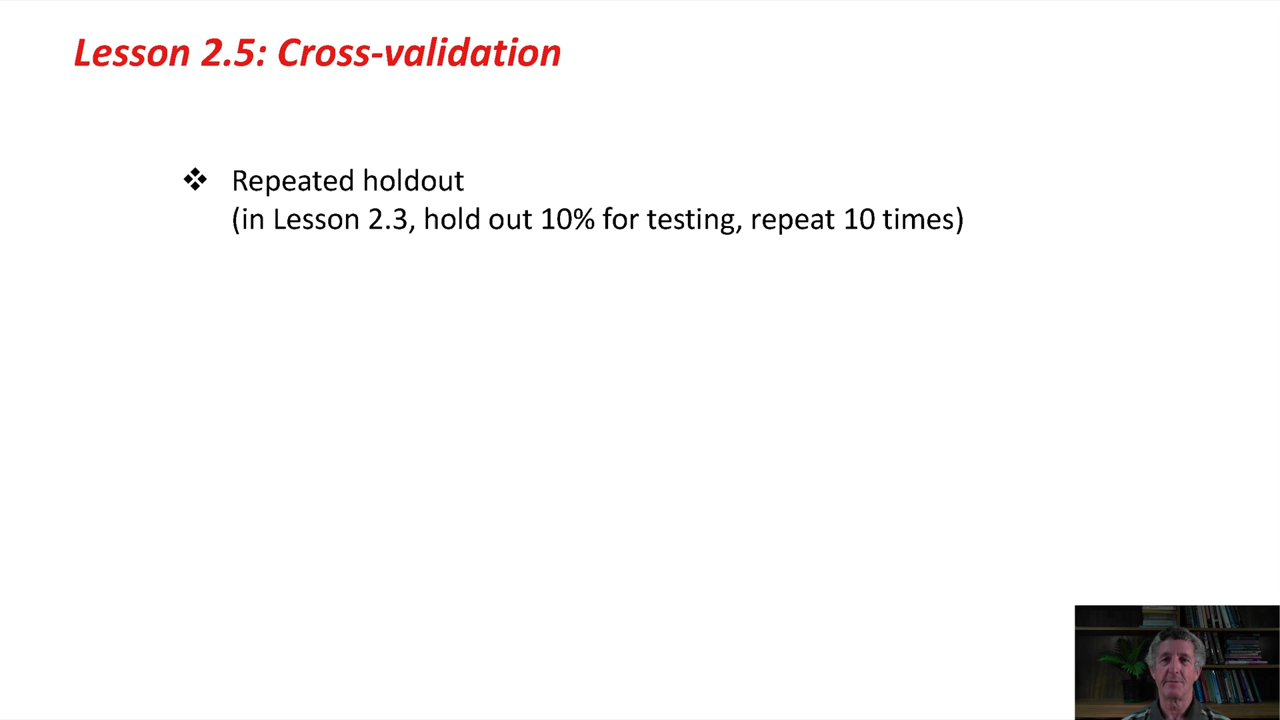 Lesson 2.5: Cross-validation
❖ Repeated holdout
(in Lesson 2.3, hold out 10% for testing, repeat 10 times)